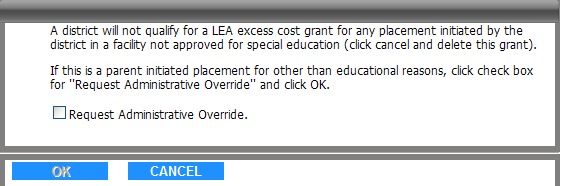 A district will not qualify for a LEA excess cost grant for any placement initiated by the
district in a facility not approved for special education (click cancel and delete this grant).
If this is a parent initiated placement for other than educational reasons, click check box
for "Request Administrative Override" and click OK.
Request Administrative Override.
OK CANCEL